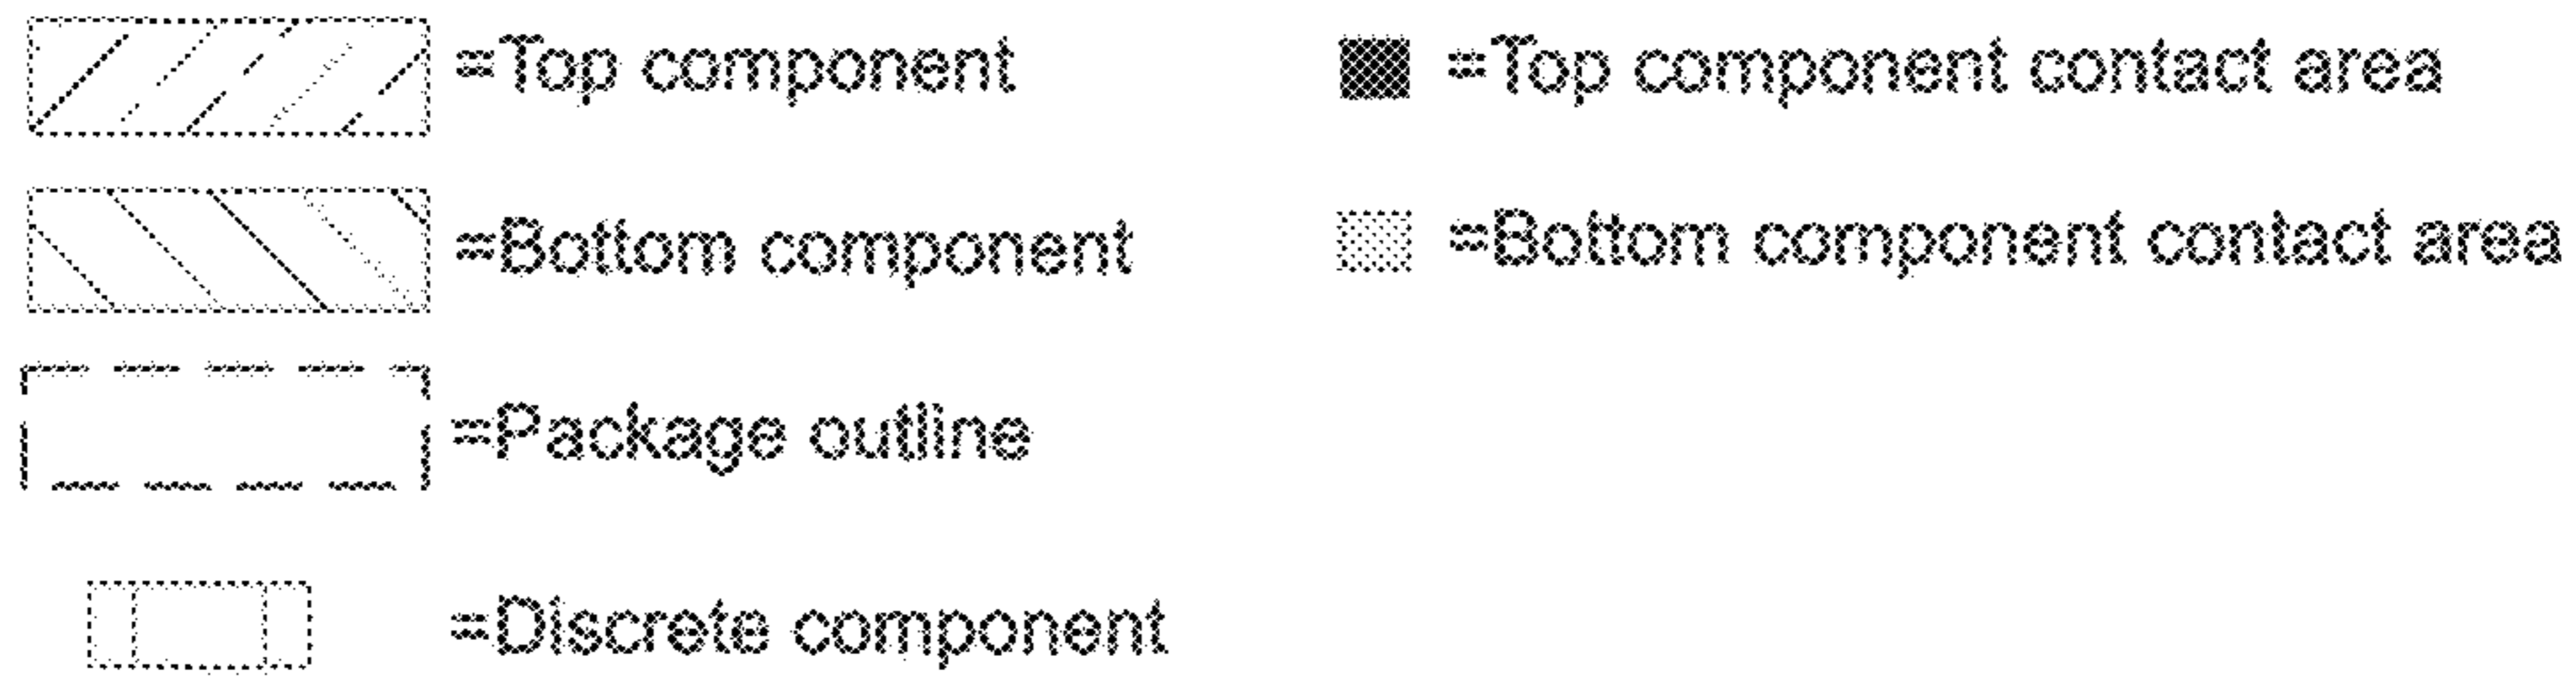 =Top component
=Bottom component
=Package outline
=Discrete component
=Top component contact area
=Bottom component contact area